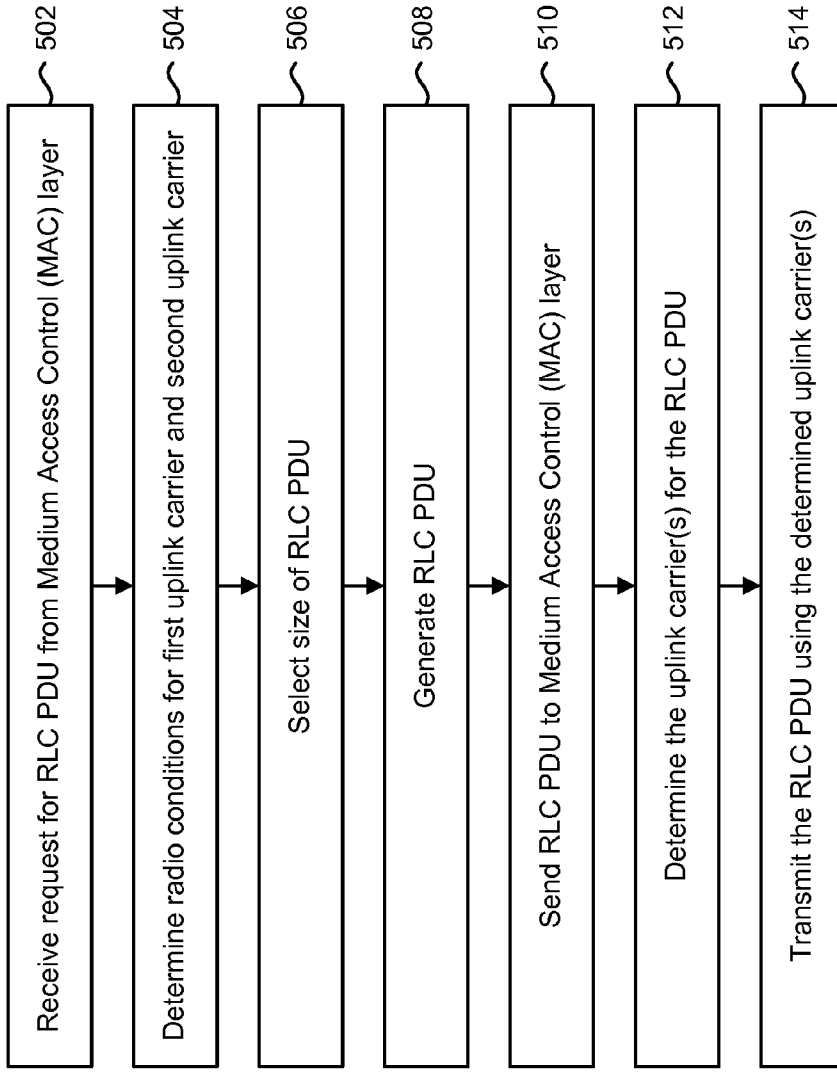 Receive request for RLC PDU from Medium Access Control (MAC) layer
502
Determine radio conditions for first uplink carrier and second uplink carrier
504
Select size of RLC PDU
506
Generate RLC PDU
508
Send RLC PDU to Medium Access Control (MAC) layer
510
Determine the uplink carrier(s) for the RLC PDU
512
Transmit the RLC PDU using the determined uplink carrier(s)
514